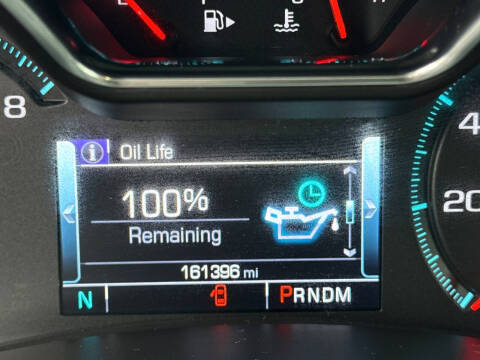 E H
8
Oil Life
100%
Remaining
161396 mi
N PRNDM
4
20